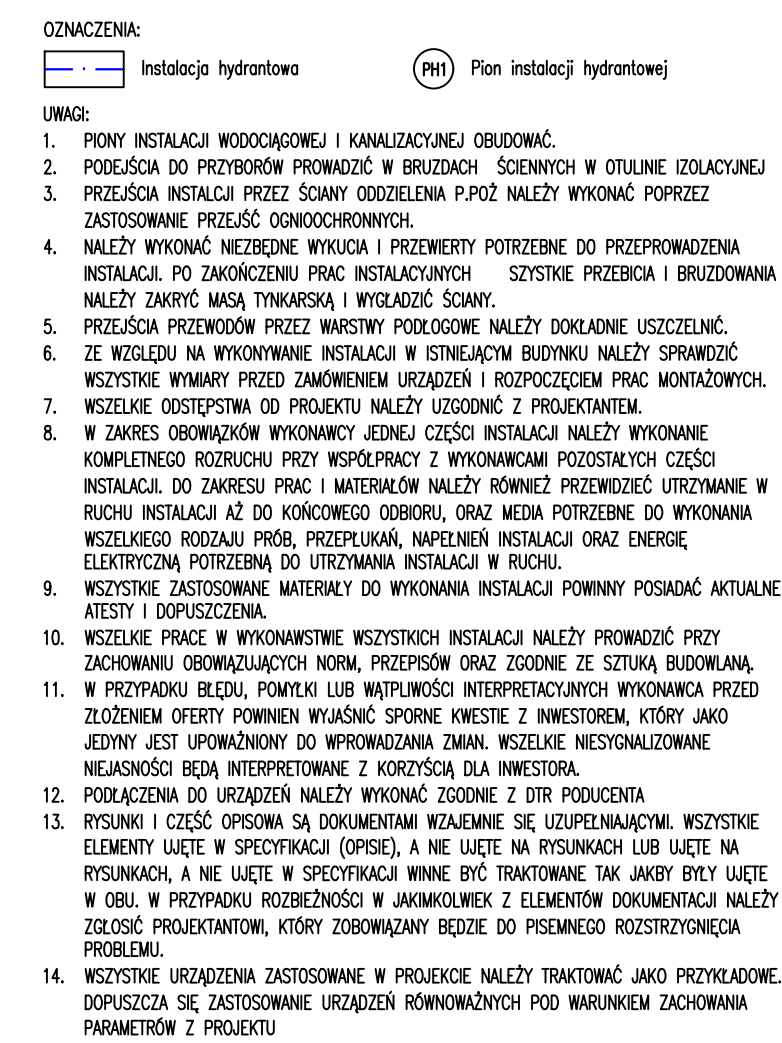 OZNACZENIA:
Instalacja hydrantowa
PH1 Pion instalacji hydrantowej
UWAGI:
1. PIONY INSTALACJI WODOCIĄGOWEJ I KANALIZACYJNEJ OBUDOWAĆ.
2. PODEJŚCIA DO PRZYBORÓW PROWADZIĆ W BRUZDACH ŚCIENNYCH W OTULINIE IZOLACYJNEJ
3. PRZEJŚCIA INSTALCJI PRZEZ ŚCIANY ODDZIELENIA P.POŻ NALEŻY WYKONAĆ POPRZEZ
ZASTOSOWANIE PRZEJŚĆ OGNIOOCHRONNYCH.
4. NALEŻY WYKONAĆ NIEZBĘDNE WYKUCIA I PRZEWIERTY POTRZEBNE DO PRZEPROWADZENIA
INSTALACJI. PO ZAKOŃCZENIU PRAC INSTALACYJNYCH SZYSTKIE PRZEBICIA I BRUZDOWANIA
NALEŻY ZAKRYĆ MASĄ TYNKARSKĄ I WYGŁADZIĆ ŚCIANY.
5. PRZEJŚCIA PRZEWODÓW PRZEZ WARSTWY PODŁOGOWE NALEŻY DOKŁADNIE USZCZELNIĆ.
6. ZE WZGLĘDU NA WYKONYWANIE INSTALACJI W ISTNIEJĄCYM BUDYNKU NALEŻY SPRAWDZIĆ
WSZYSTKIE WYMIARY PRZED ZAMÓWIENIEM URZĄDZEŃ I ROZPOCZĘCIEM PRAC MONTAŻOWYCH.
7. WSZELKIE ODSTĘPSTWA OD PROJEKTU NALEŻY UZGODNIĆ Z PROJEKTANTEM.
8. W ZAKRES OBOWIĄZKÓW WYKONAWCY JEDNEJ CZĘŚCI INSTALACJI NALEŻY WYKONANIE
KOMPLETNEGO ROZRUCHU PRZY WSPÓŁPRACY Z WYKONAWCAMI POZOSTAŁYCH CZĘŚCI
INSTALACJI. DO ZAKRESU PRAC I MATERIAŁÓW NALEŻY RÓWNIEŻ PRZEWIDZIEĆ UTRZYMANIE W
RUCHU INSTALACJI AŻ DO KOŃCOWEGO ODBIORU, ORAZ MEDIA POTRZEBNE DO WYKONANIA
WSZELKIEGO RODZAJU PRÓB, PRZEPŁUKAŃ, NAPEŁNIEŃ INSTALACJI ORAZ ENERGIĘ
ELEKTRYCZNĄ POTRZEBNĄ DO UTRZYMANIA INSTALACJI W RUCHU.
9. WSZYSTKIE ZASTOSOWANE MATERIAŁY DO WYKONANIA INSTALACJI POWINNY POSIADAĆ AKTUALNE
ATESTY I DOPUSZCZENIA.
10. WSZELKIE PRACE W WYKONAWSTWIE WSZYSTKICH INSTALACJI NALEŻY PROWADZIĆ PRZY
ZACHOWANIU OBOWIĄZUJĄCYCH NORM, PRZEPISÓW ORAZ ZGODNIE ZE SZTUKĄ BUDOWLANĄ.
11. W PRZYPADKU BŁĘDU, POMYŁKI LUB WĄTPLIWOŚCI INTERPRETACYJNYCH WYKONAWCA PRZED
ZŁOŻENIEM OFERTY POWINIEN WYJAŚNIĆ SPORNE KWESTIE Z INWESTOREM, KTÓRY JAKO
JEDYNY JEST UPOWAŻNIONY DO WPROWADZANIA ZMIAN. WSZELKIE NIESYGNALIZOWANE
NIEJASNOŚCI BĘDĄ INTERPRETOWANE Z KORZYŚCIĄ DLA INWESTORA.
12. PODŁĄCZENIA DO URZĄDZEŃ NALEŻY WYKONAĆ ZGODNIE Z DTR PODUCENTA
13. RYSUNKI I CZĘŚĆ OPISOWA SĄ DOKUMENTAMI WZAJEMNIE SIĘ UZUPEŁNIAJĄCYMI. WSZYSTKIE
ELEMENTY UJĘTE W SPECYFIKACJI (OPISIE), A NIE UJĘTE NA RYSUNKACH LUB UJĘTE NA
RYSUNKACH, A NIE UJĘTE W SPECYFIKACJI WINNE BYĆ TRAKTOWANE TAK JAKBY BYŁY UJĘTE
W OBU. W PRZYPADKU ROZBIEŻNOŚCI W JAKIMKOLWIEK Z ELEMENTÓW DOKUMENTACJI NALEŻY
ZGŁOSIĆ PROJEKTANTOWI, KTÓRY ZOBOWIĄZANY BĘDZIE DO PISEMNEGO ROZSTRZYGNIĘCIA
PROBLEMU.
14. WSZYSTKIE URZĄDZENIA ZASTOSOWANE W PROJEKCIE NALEŻY TRAKTOWAĆ JAKO PRZYKŁADOWE.
DOPUSZCZA SIĘ ZASTOSOWANIE URZĄDZEŃ RÓWNOWAŻNYCH POD WARUNKIEM ZACHOWANIA
PARAMETRÓW Z PROJEKTU